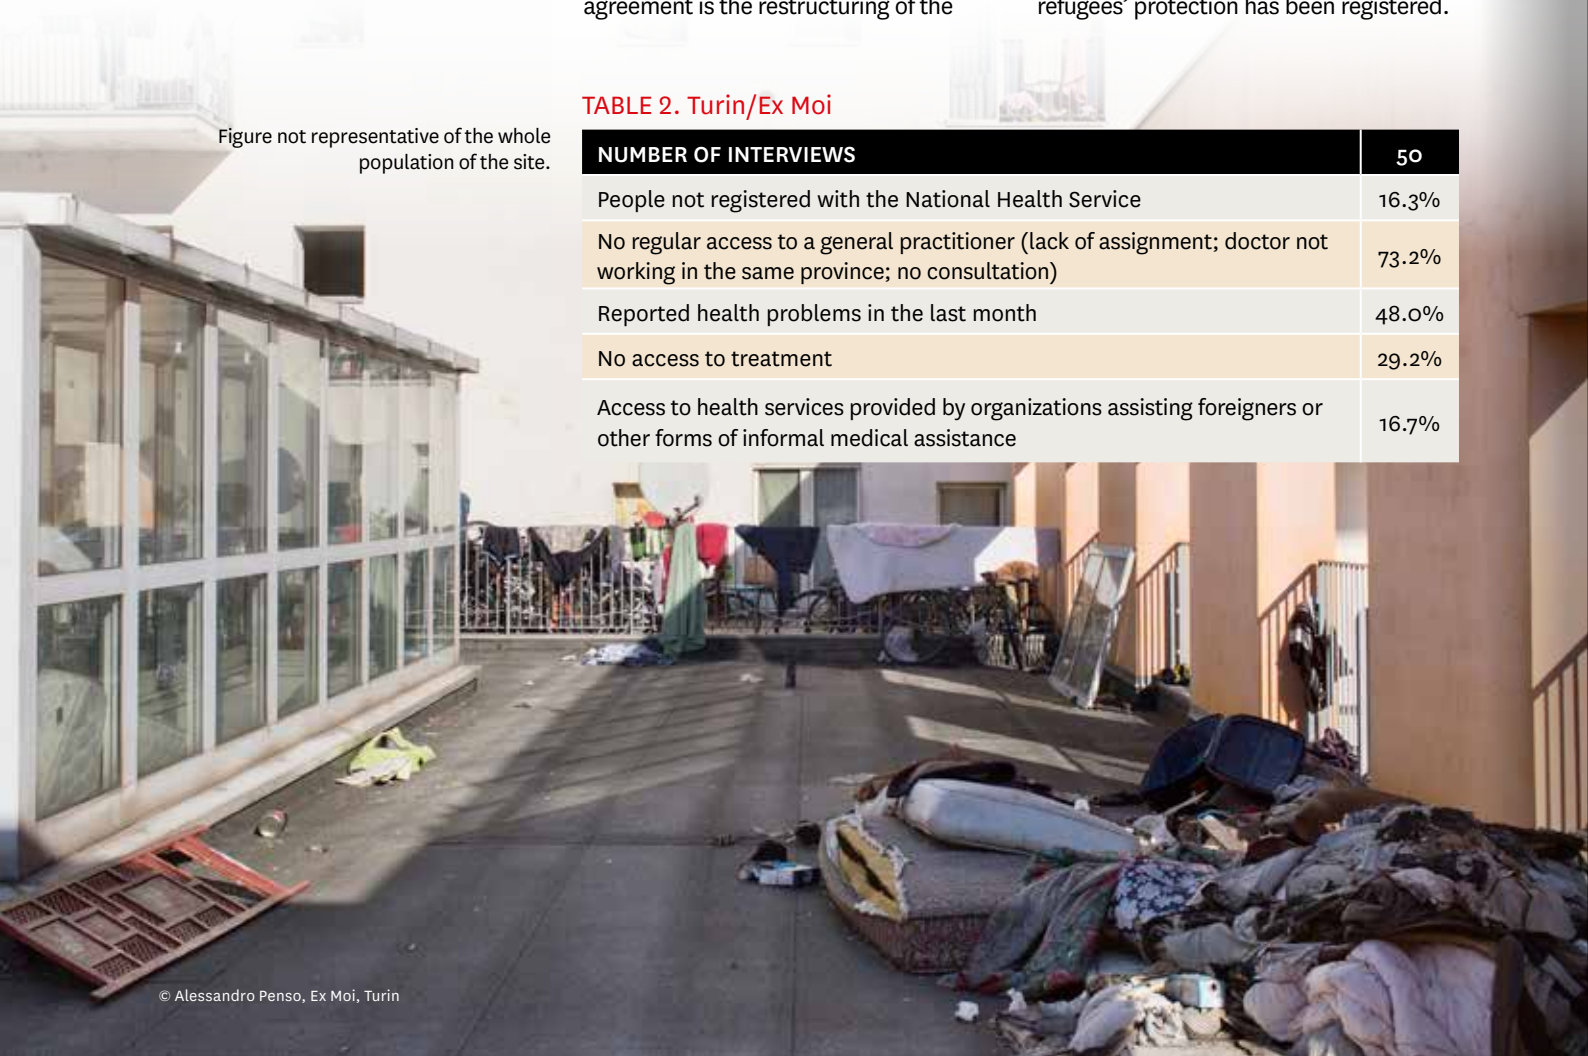 agreement is the restructuring of the
refugees' protection has been registered.
TABLE 2. Turin/Ex Moi
Figure not representative of the whole
population of the site.
NUMBER OF INTERVIEWS 50
People not registered with the National Health Service 16.3%
No regular access to a general practitioner (lack of assignment; doctor not
working in the same province; no consultation) 73.2%
Reported health problems in the last month 48.0%
No access to treatment 29.2%
Access to health services provided by organizations assisting foreigners or
other forms of informal medical assistance 16.7%
© Alessandro Penso, Ex Moi, Turin